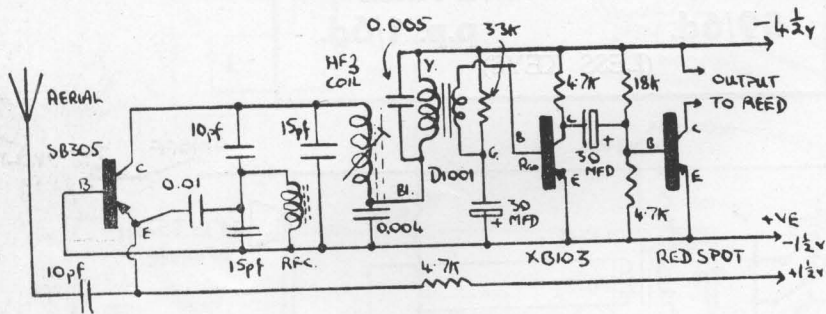 0.005
33K
-4½v
HF3
COIL
Y.
4.7K
18K
OUTPUT
TO REED
AERIAL
10pf
15pf
SB305
C
B
E
0.01
15pf
RFC.
Bl.
D1001
0.004
G.
30
MFD
+
B
Rco
C
E
+
30
MFD
B
C
E
4.7K
XB103
RED SPOT
+VE
-1½v
10pf
4.7K
+1½v